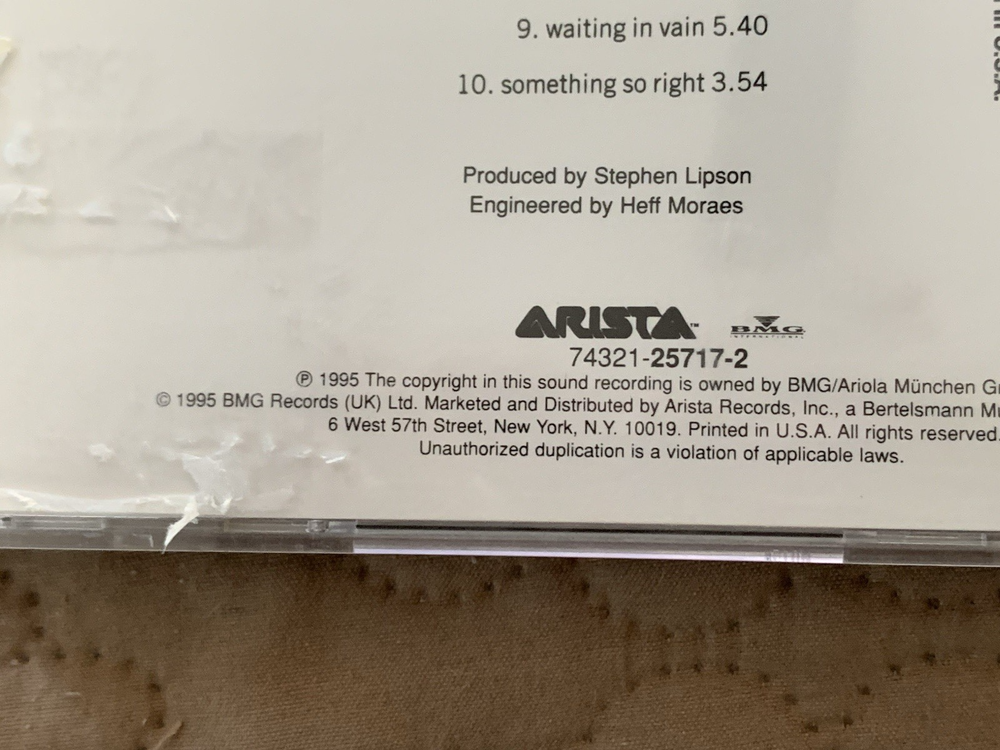 9. waiting in vain 5.40
10. something so right 3.54
Produced by Stephen Lipson
Engineered by Heff Moraes
ARISTA™ BMG
INTERNATIONAL
74321-25717-2
℗ 1995 The copyright in this sound recording is owned by BMG/Ariola München
© 1995 BMG Records (UK) Ltd. Marketed and Distributed by Arista Records, Inc., a Bertelsmann
6 West 57th Street, New York, N.Y. 10019. Printed in U.S.A. All rights reserved.
Unauthorized duplication is a violation of applicable laws.
in U.S.A.